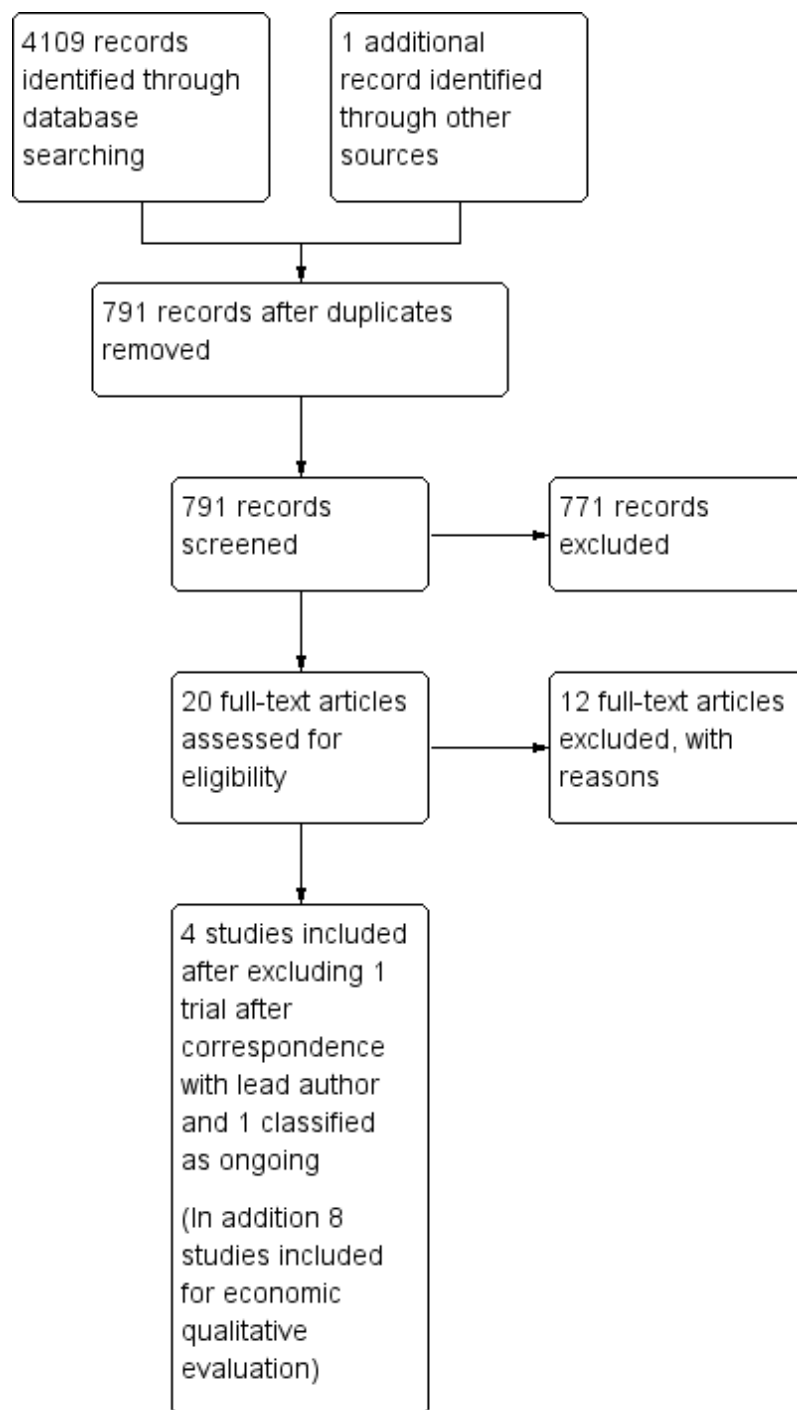 4109 records
identified through
database
searching
1 additional
record identified
through other
sources
791 records after duplicates
removed
791 records
screened
771 records
excluded
20 full-text articles
assessed for
eligibility
12 full-text articles
excluded, with
reasons
4 studies included
after excluding 1
trial after
correspondence
with lead author
and 1 classified
as ongoing
(In addition 8
studies included
for economic
qualitative
evaluation)